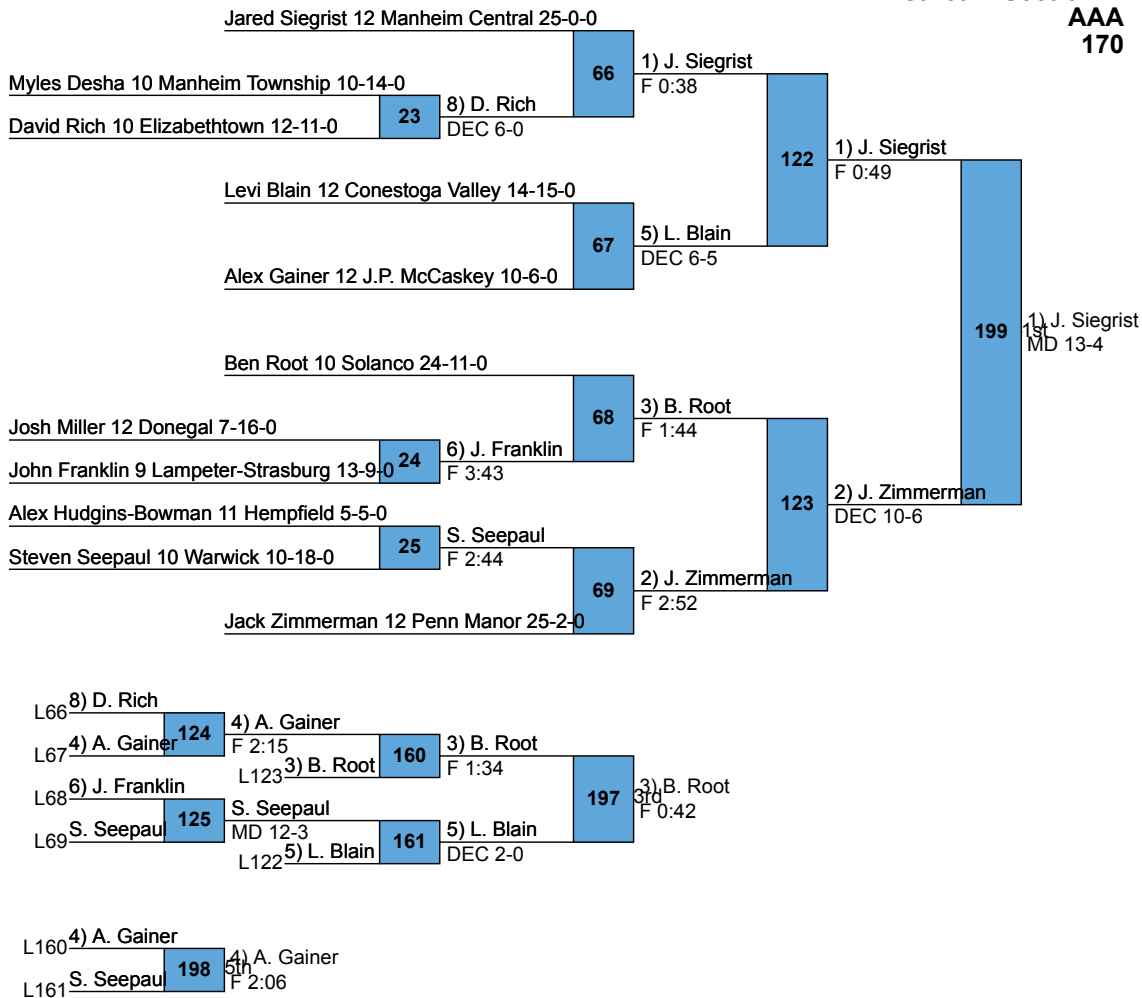 AAA
170
Jared Siegrist 12 Manheim Central 25-0-0
66
1) J. Siegrist
F 0:38
Myles Desha 10 Manheim Township 10-14-0
23
8) D. Rich
DEC 6-0
David Rich 10 Elizabethtown 12-11-0
122
1) J. Siegrist
F 0:49
Levi Blain 12 Conestoga Valley 14-15-0
67
5) L. Blain
DEC 6-5
Alex Gainer 12 J.P. McCaskey 10-6-0
199
1) J. Siegrist
1st
MD 13-4
Ben Root 10 Solanco 24-11-0
68
3) B. Root
F 1:44
Josh Miller 12 Donegal 7-16-0
24
6) J. Franklin
F 3:43
John Franklin 9 Lampeter-Strasburg 13-9-0
123
2) J. Zimmerman
DEC 10-6
Alex Hudgins-Bowman 11 Hempfield 5-5-0
25
S. Seepaul
F 2:44
Steven Seepaul 10 Warwick 10-18-0
69
2) J. Zimmerman
F 2:52
Jack Zimmerman 12 Penn Manor 25-2-0
L66
8) D. Rich
124
4) A. Gainer
F 2:15
L67
4) A. Gainer
160
3) B. Root
F 1:34
L123
3) B. Root
L68
6) J. Franklin
125
S. Seepaul
MD 12-3
L69
S. Seepaul
161
5) L. Blain
DEC 2-0
L122
5) L. Blain
197
3) B. Root
3rd
F 0:42
L160
4) A. Gainer
198
4) A. Gainer
5th
F 2:06
L161
S. Seepaul